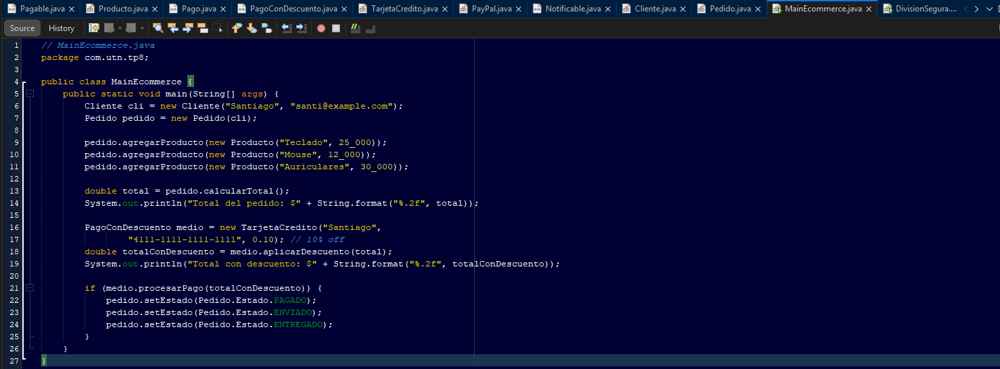 Pagable.java Producto.java Pago.java PagoConDescuento.java TarjetaCredito.java PayPal.java Notificable.java Cliente.java Pedido.java MainEcommerce.java DivisionSegura....
Source History
1 // MainEcommerce.java
2 package com.utn.tp8;
3
4 public class MainEcommerce {
5 public static void main(String[] args) {
6 Cliente cli = new Cliente("Santiago", "santi@example.com");
7 Pedido pedido = new Pedido(cli);
8
9 pedido.agregarProducto(new Producto("Teclado", 25_000));
10 pedido.agregarProducto(new Producto("Mouse", 12_000));
11 pedido.agregarProducto(new Producto("Auriculares", 30_000));
12
13 double total = pedido.calcularTotal();
14 System.out.println("Total del pedido: $" + String.format("%.2f", total));
15
16 PagoConDescuento medio = new TarjetaCredito("Santiago",
17 "4111-1111-1111-1111", 0.10); // 10% off
18 double totalConDescuento = medio.aplicarDescuento(total);
19 System.out.println("Total con descuento: $" + String.format("%.2f", totalConDescuento));
20
21 if (medio.procesarPago(totalConDescuento)) {
22 pedido.setEstado(Pedido.Estado.PAGADO);
23 pedido.setEstado(Pedido.Estado.ENVIADO);
24 pedido.setEstado(Pedido.Estado.ENTREGADO);
25 }
26 }
27 }